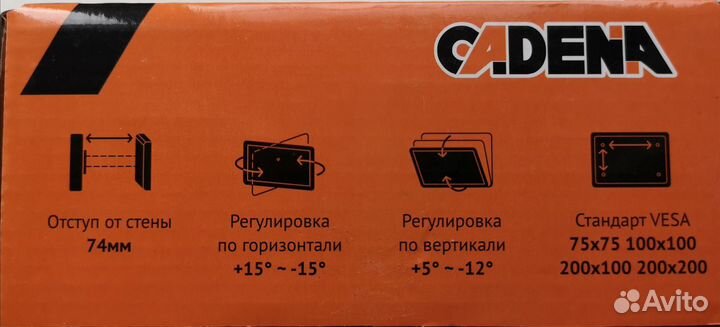 CADENA
Отступ от стены
74мм
Регулировка
по горизонтали
+15° ~ -15°
Регулировка
по вертикали
+5° ~ -12°
Стандарт VESA
75x75 100x100
200x100 200x200
Avito